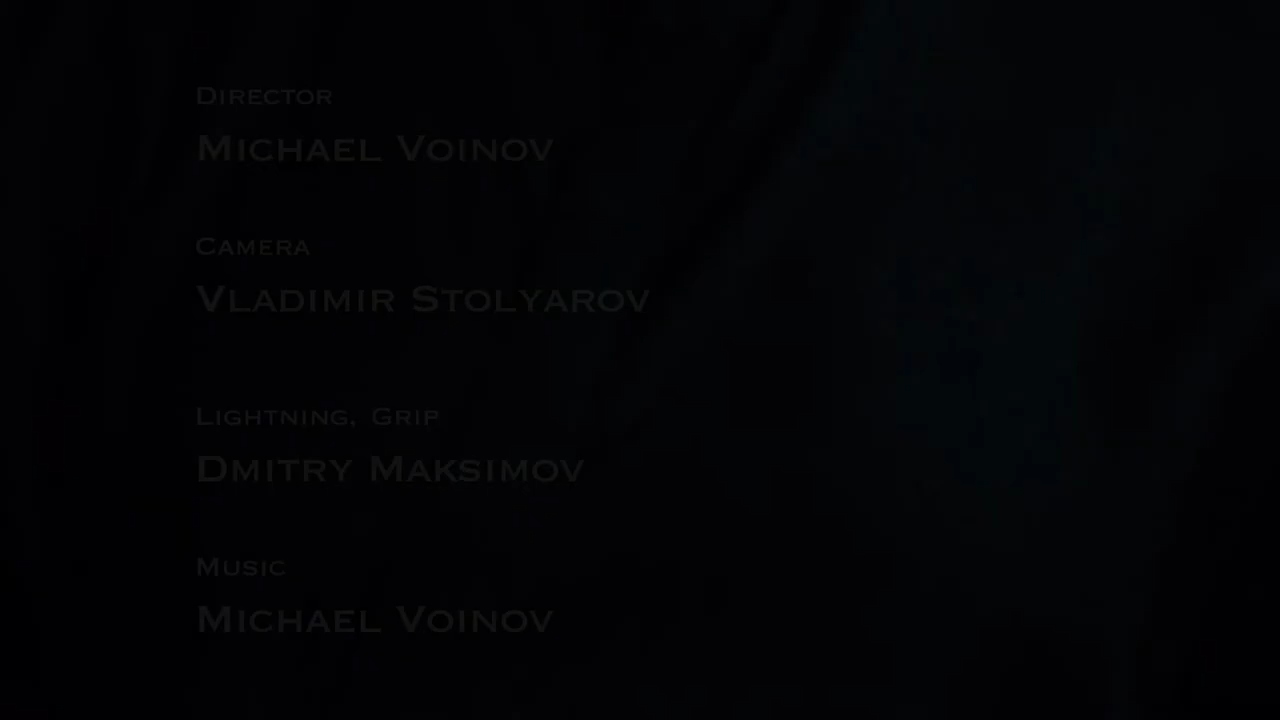 Director
Michael Voinov
Camera
Vladimir Stolyarov
Lightning, Grip
Dmitry Maksimov
Music
Michael Voinov